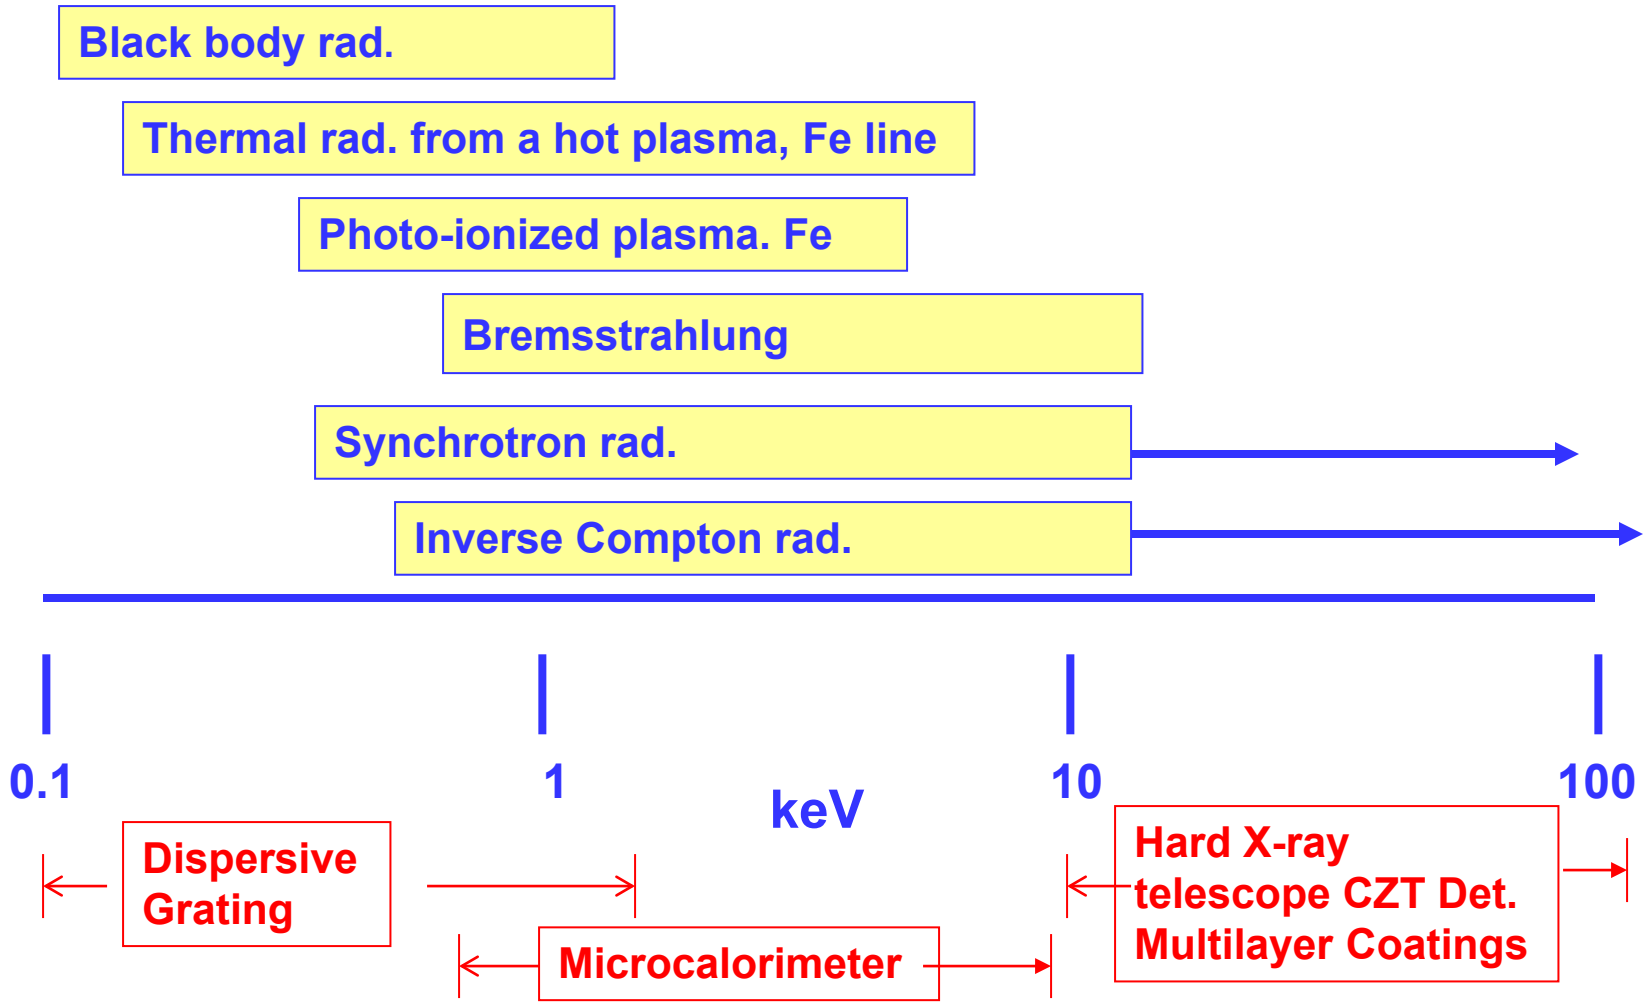 Black body rad.
Thermal rad. from a hot plasma, Fe line
Photo-ionized plasma. Fe
Bremsstrahlung
Synchrotron rad.
Inverse Compton rad.
0.1
1
10
100
keV
Dispersive
Grating
Microcalorimeter
Hard X-ray
telescope CZT Det.
Multilayer Coatings